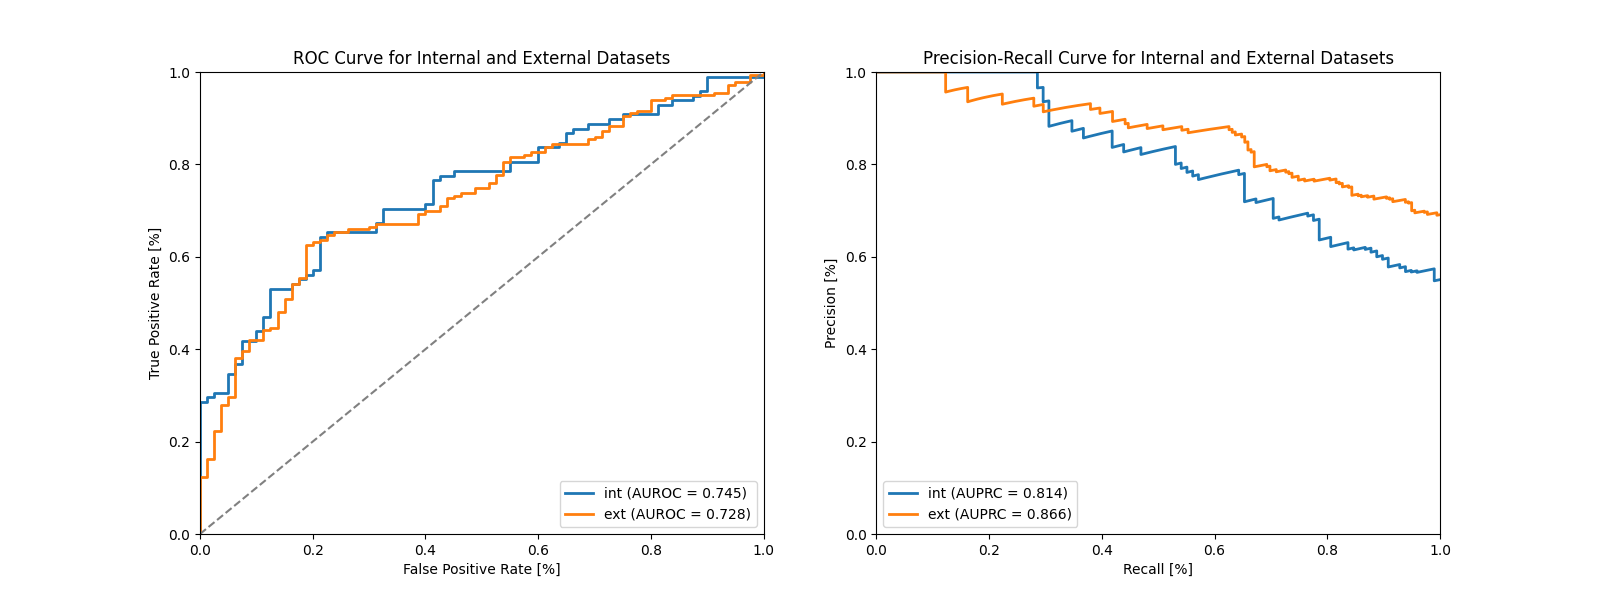 ROC Curve for Internal and External Datasets
1.0
0.8
0.6
0.4
0.2
0.0
True Positive Rate [%]
0.0 0.2 0.4 0.6 0.8 1.0
False Positive Rate [%]
int (AUROC = 0.745)
ext (AUROC = 0.728)
Precision-Recall Curve for Internal and External Datasets
1.0
0.8
0.6
0.4
0.2
0.0
Precision [%]
0.0 0.2 0.4 0.6 0.8 1.0
Recall [%]
int (AUPRC = 0.814)
ext (AUPRC = 0.866)